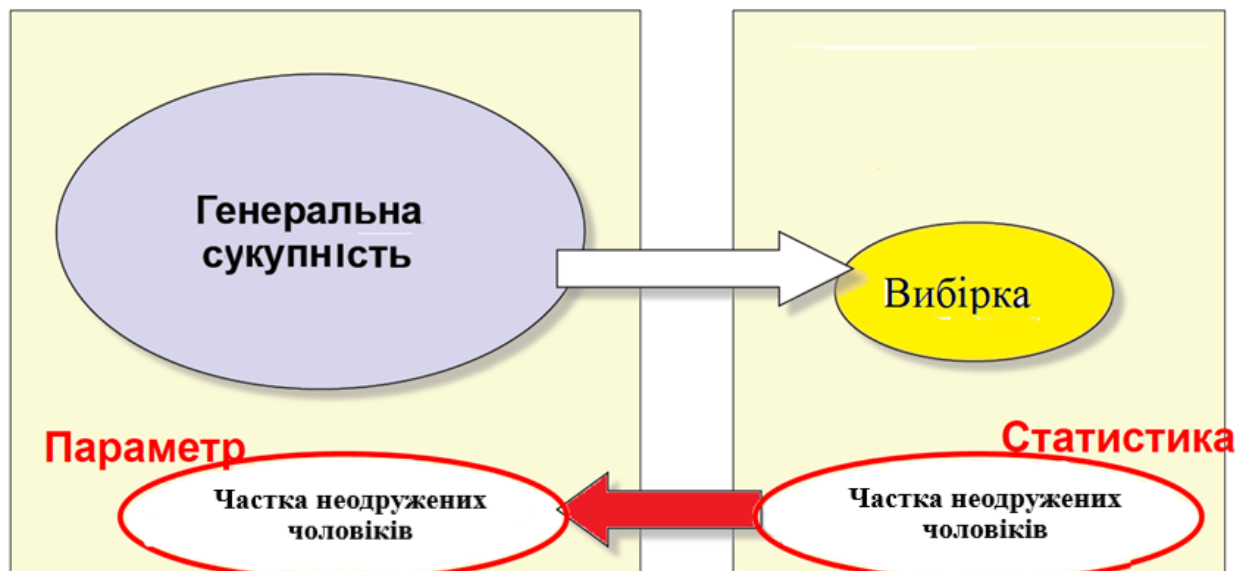 Генеральна
сукупність
Вибірка
Параметр
Статистика
Частка неодружених
чоловіків
Частка неодружених
чоловіків